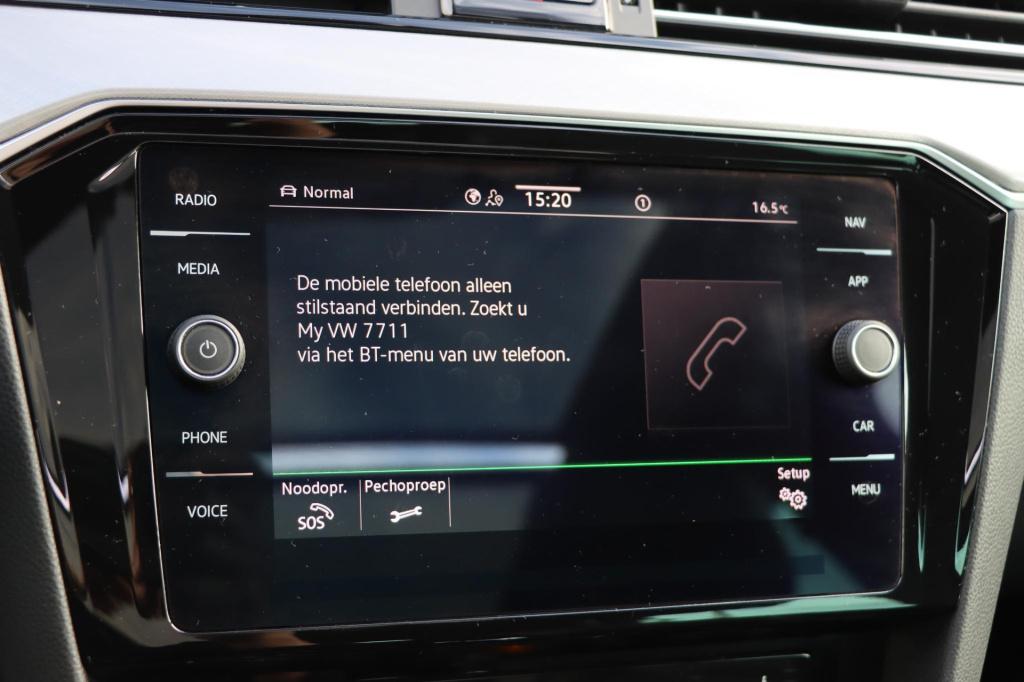 RADIO
MEDIA
PHONE
VOICE
Normal
15:20
1
16.5°C
De mobiele telefoon alleen
stilstaand verbinden. Zoekt u
My VW 7711
via het BT-menu van uw telefoon.
Noodopr.
SOS
Pechoproep
Setup
NAV
APP
CAR
MENU